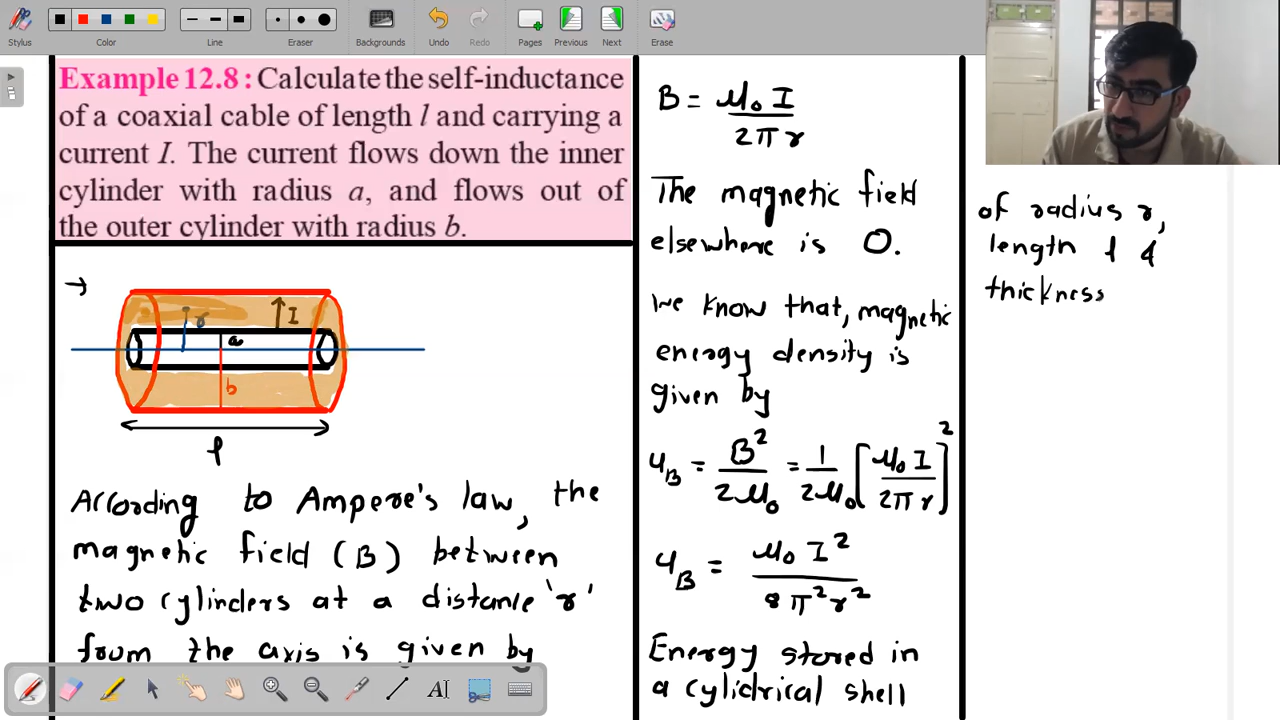 Stylus
Color
Line
Eraser
Backgrounds
Undo
Redo
Pages
Previous
Next
Erase
Example 12.8 : Calculate the self-inductance
of a coaxial cable of length l and carrying a
current I. The current flows down the inner
cylinder with radius a, and flows out of
the outer cylinder with radius b.
→
r
I
a
b
l
According to Ampere's law, the
magnetic field (B) between
two cylinders at a distance 'r'
from the axis is given by
B = μ₀ I / 2π r
The magnetic field
elsewhere is 0.
We know that, magnetic
energy density is
given by
u_B = B² / 2μ₀ = 1 / 2μ₀ [μ₀ I / 2π r]²
u_B = μ₀ I² / 8 π² r²
Energy stored in
a cylidrical shell
of radius r,
length l &
thickness